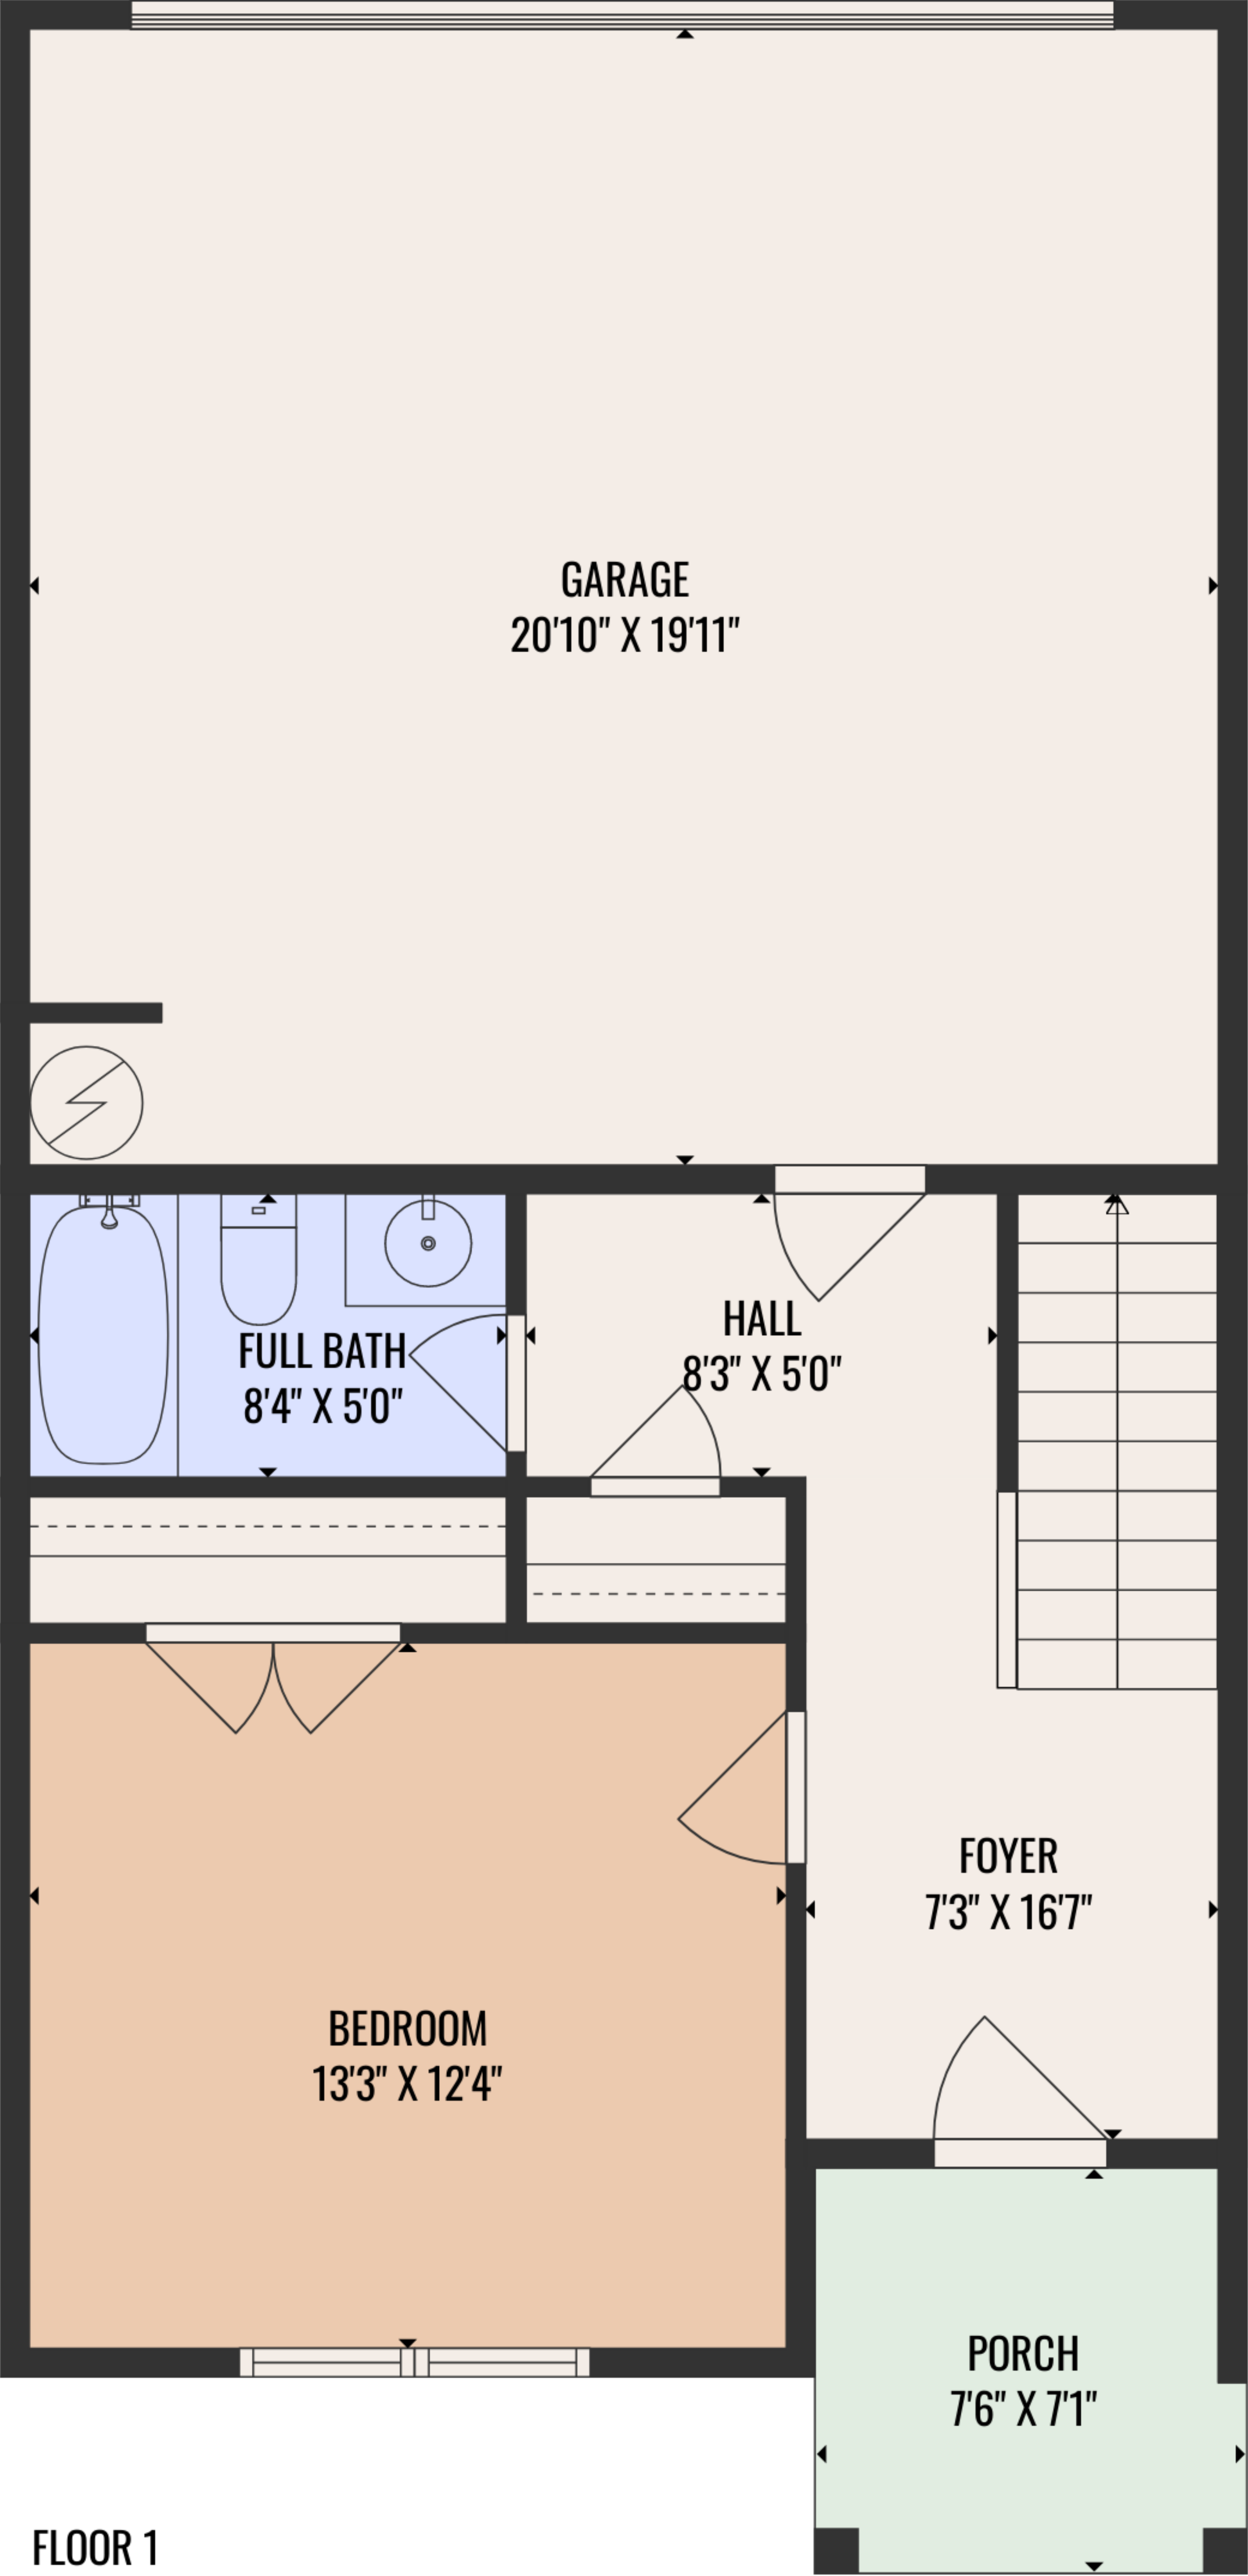 GARAGE
20'10" X 19'11"
HALL
8'3" X 5'0"
FULL BATH
8'4" X 5'0"
FOYER
7'3" X 16'7"
BEDROOM
13'3" X 12'4"
PORCH
7'6" X 7'1"
FLOOR 1